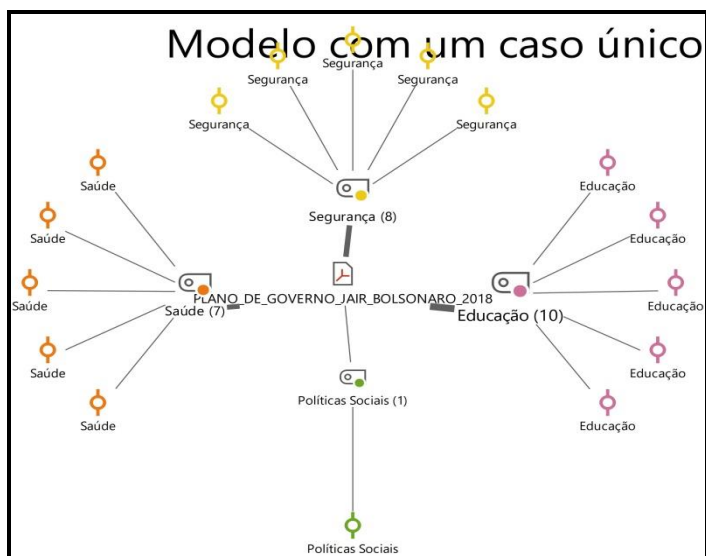 Modelo com um caso único
Segurança
Segurança
Segurança
Segurança
Segurança
Segurança (8)
Saúde
Saúde
Saúde
Saúde
Saúde
Saúde (7)
PLANO_DE_GOVERNO_JAIR_BOLSONARO_2018
Educação (10)
Educação
Educação
Educação
Educação
Educação
Políticas Sociais (1)
Políticas Sociais